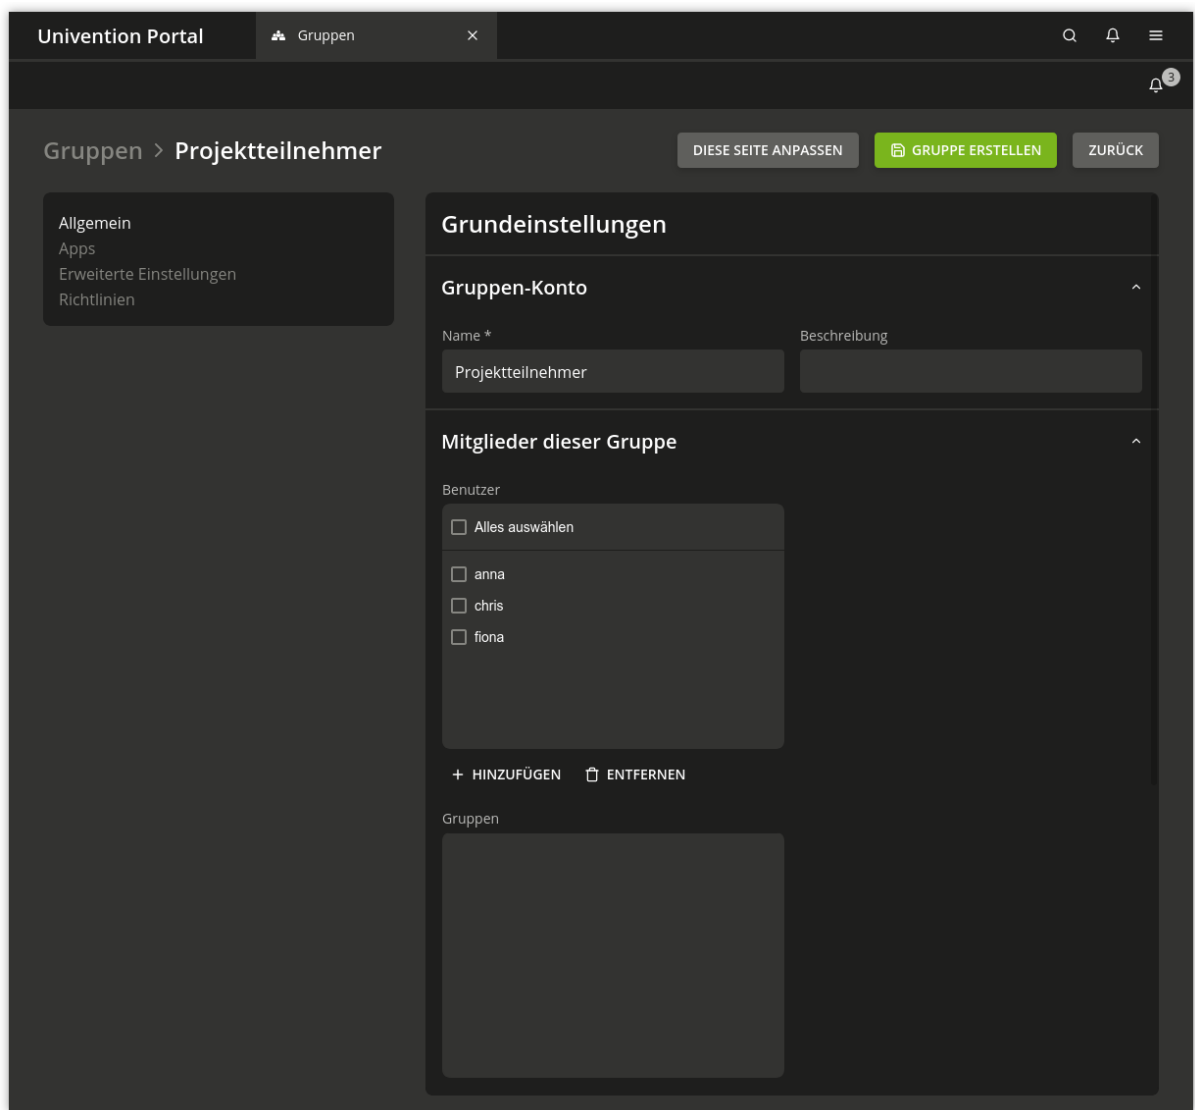 Univention Portal
Gruppen
3
Gruppen > Projektteilnehmer
DIESE SEITE ANPASSEN
GRUPPE ERSTELLEN
ZURÜCK
Allgemein
Apps
Erweiterte Einstellungen
Richtlinien
Grundeinstellungen
Gruppen-Konto
Name *
Beschreibung
Projektteilnehmer
Mitglieder dieser Gruppe
Benutzer
Alles auswählen
anna
chris
fiona
+ HINZUFÜGEN
ENTFERNEN
Gruppen